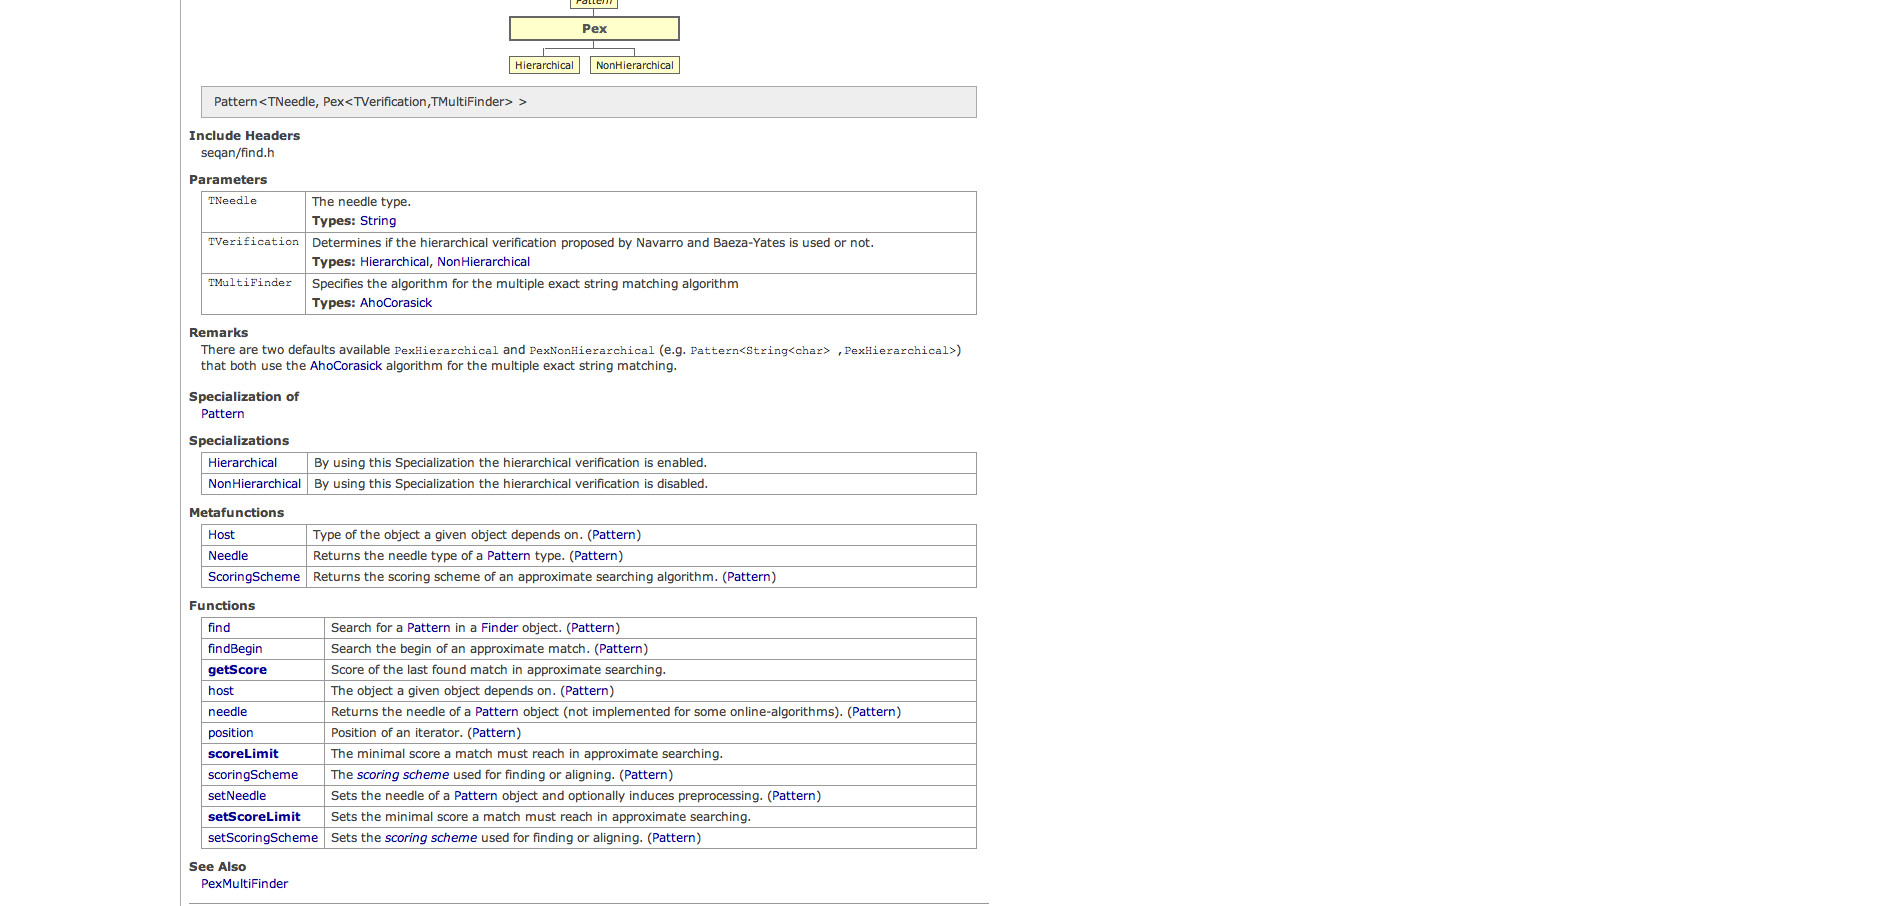 Pattern
Pex
Hierarchical NonHierarchical
Pattern<TNeedle, Pex<TVerification,TMultiFinder> >
Include Headers
seqan/find.h
Parameters
TNeedle The needle type.
Types: String
TVerification Determines if the hierarchical verification proposed by Navarro and Baeza-Yates is used or not.
Types: Hierarchical, NonHierarchical
TMultiFinder Specifies the algorithm for the multiple exact string matching algorithm
Types: AhoCorasick
Remarks
There are two defaults available PexHierarchical and PexNonHierarchical (e.g. Pattern<String<char> ,PexHierarchical>)
that both use the AhoCorasick algorithm for the multiple exact string matching.
Specialization of
Pattern
Specializations
Hierarchical By using this Specialization the hierarchical verification is enabled.
NonHierarchical By using this Specialization the hierarchical verification is disabled.
Metafunctions
Host Type of the object a given object depends on. (Pattern)
Needle Returns the needle type of a Pattern type. (Pattern)
ScoringScheme Returns the scoring scheme of an approximate searching algorithm. (Pattern)
Functions
find Search for a Pattern in a Finder object. (Pattern)
findBegin Search the begin of an approximate match. (Pattern)
getScore Score of the last found match in approximate searching.
host The object a given object depends on. (Pattern)
needle Returns the needle of a Pattern object (not implemented for some online-algorithms). (Pattern)
position Position of an iterator. (Pattern)
scoreLimit The minimal score a match must reach in approximate searching.
scoringScheme The scoring scheme used for finding or aligning. (Pattern)
setNeedle Sets the needle of a Pattern object and optionally induces preprocessing. (Pattern)
setScoreLimit Sets the minimal score a match must reach in approximate searching.
setScoringScheme Sets the scoring scheme used for finding or aligning. (Pattern)
See Also
PexMultiFinder